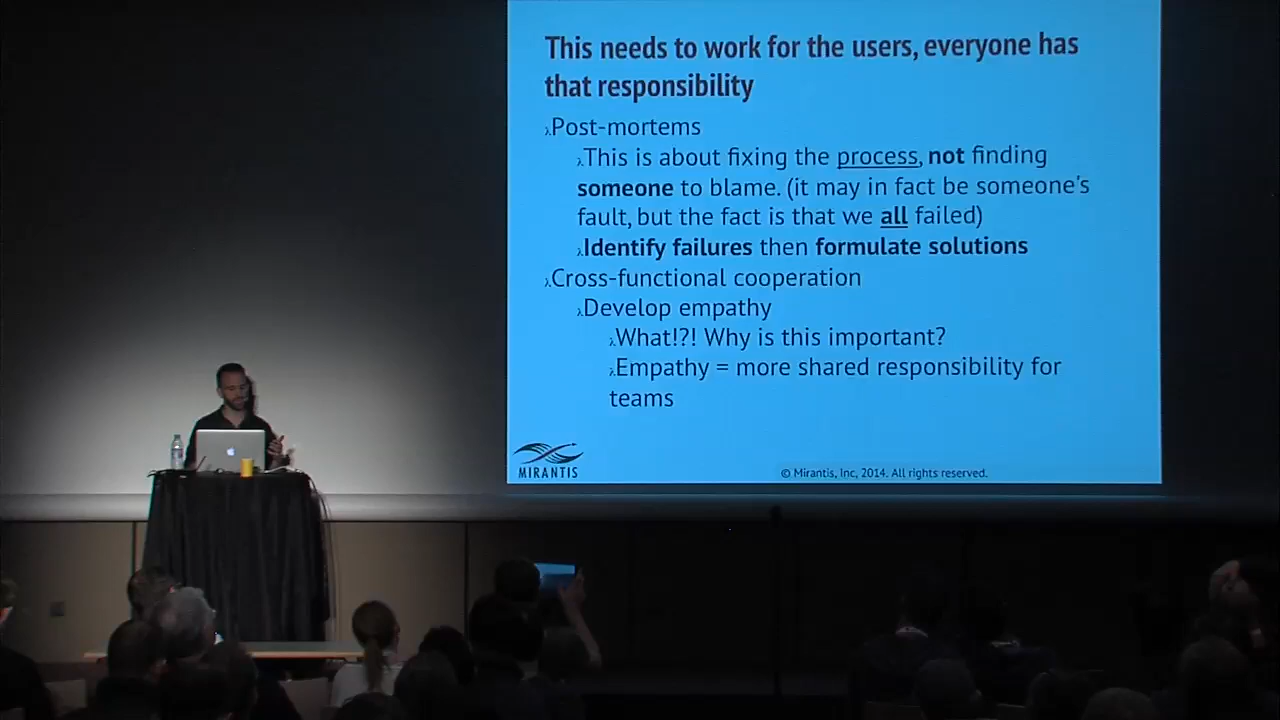 This needs to work for the users, everyone has
that responsibility
Post-mortems
This is about fixing the process, not finding
someone to blame. (it may in fact be someone's
fault, but the fact is that we all failed)
Identify failures then formulate solutions
Cross-functional cooperation
Develop empathy
What!?! Why is this important?
Empathy = more shared responsibility for
teams
MIRANTIS
© Mirantis, Inc, 2014. All rights reserved.